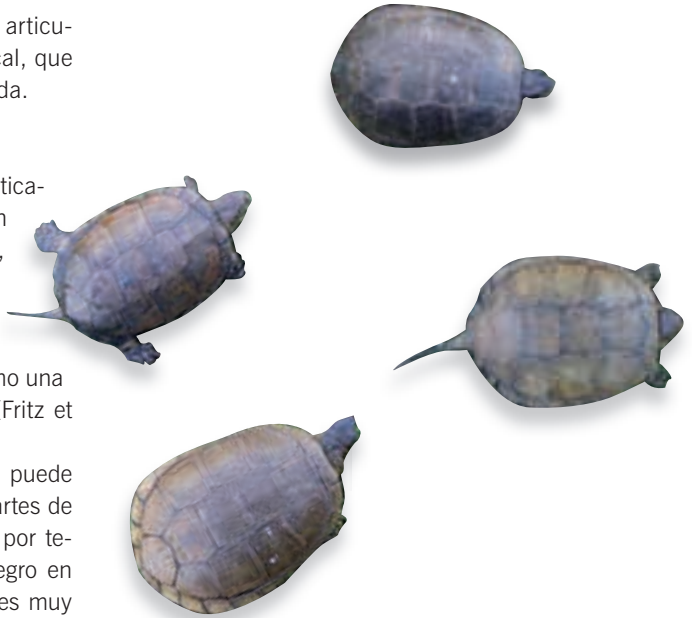 articu-
al, que
da.
tica-
n
,
no una
Fritz et
puede
artes de
por te-
egro en
es muy